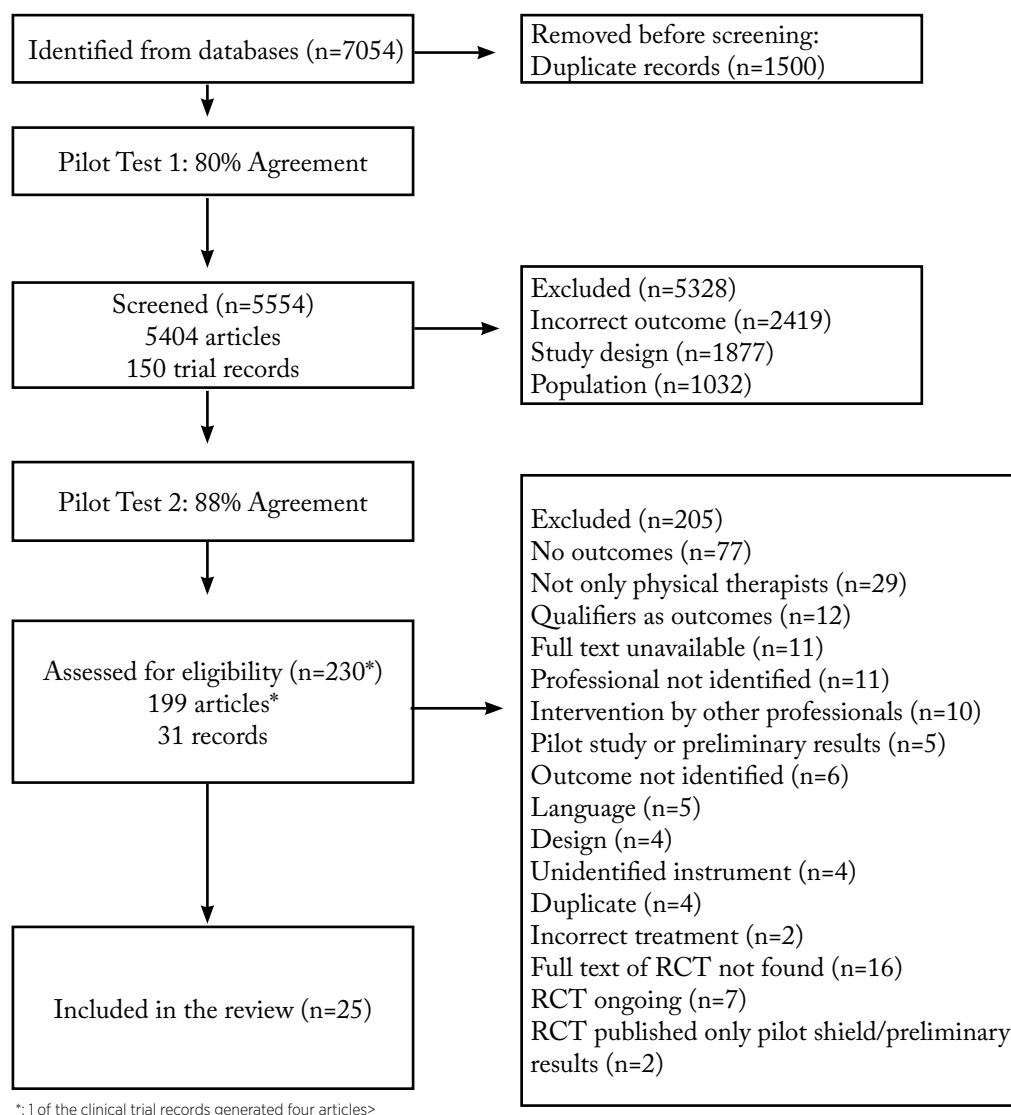 Identified from databases (n=7054)
Removed before screening:
Duplicate records (n=1500)
Pilot Test 1: 80% Agreement
Screened (n=5554)
5404 articles
150 trial records
Excluded (n=5328)
Incorrect outcome (n=2419)
Study design (n=1877)
Population (n=1032)
Pilot Test 2: 88% Agreement
Assessed for eligibility (n=230*)
199 articles*
31 records
Excluded (n=205)
No outcomes (n=77)
Not only physical therapists (n=29)
Qualifiers as outcomes (n=12)
Full text unavailable (n=11)
Professional not identified (n=11)
Intervention by other professionals (n=10)
Pilot study or preliminary results (n=5)
Outcome not identified (n=6)
Language (n=5)
Design (n=4)
Unidentified instrument (n=4)
Duplicate (n=4)
Incorrect treatment (n=2)
Full text of RCT not found (n=16)
RCT ongoing (n=7)
RCT published only pilot shield/preliminary
results (n=2)
Included in the review (n=25)
*: 1 of the clinical trial records generated four articles>